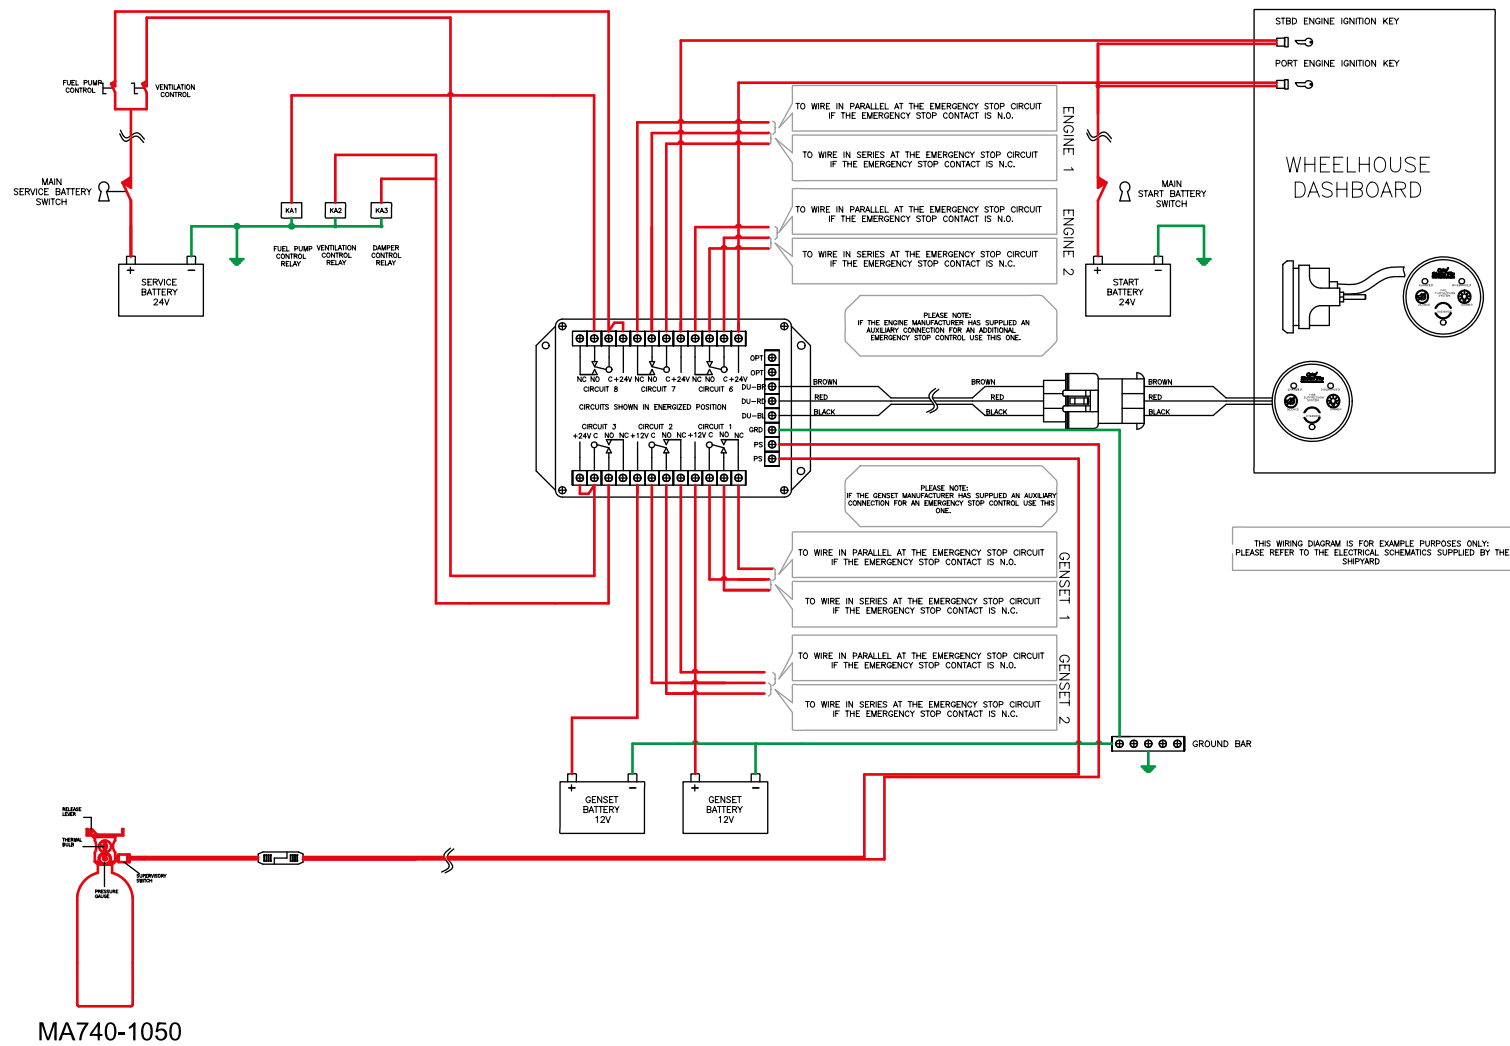 STBD ENGINE IGNITION KEY
PORT ENGINE IGNITION KEY
WHEELHOUSE
DASHBOARD
FUEL PUMP
CONTROL
VENTILATION
CONTROL
MAIN
SERVICE BATTERY
SWITCH
KA1
KA2
KA3
FUEL PUMP
CONTROL
RELAY
VENTILATION
CONTROL
RELAY
DAMPER
CONTROL
RELAY
+
−
SERVICE
BATTERY
24V
TO WIRE IN PARALLEL AT THE EMERGENCY STOP CIRCUIT
IF THE EMERGENCY STOP CONTACT IS N.O.
TO WIRE IN SERIES AT THE EMERGENCY STOP CIRCUIT
IF THE EMERGENCY STOP CONTACT IS N.C.
ENGINE 1
TO WIRE IN PARALLEL AT THE EMERGENCY STOP CIRCUIT
IF THE EMERGENCY STOP CONTACT IS N.O.
TO WIRE IN SERIES AT THE EMERGENCY STOP CIRCUIT
IF THE EMERGENCY STOP CONTACT IS N.C.
ENGINE 2
MAIN
START BATTERY
SWITCH
+
−
START
BATTERY
24V
PLEASE NOTE:
IF THE ENGINE MANUFACTURER HAS SUPPLIED AN
AUXILIARY CONNECTION FOR AN ADDITIONAL
EMERGENCY STOP CONTROL USE THIS ONE.
NC NO C+24V NC NO C+24V NC NO C+24V
CIRCUIT 8 CIRCUIT 7 CIRCUIT 6
CIRCUITS SHOWN IN ENERGIZED POSITION
CIRCUIT 3 CIRCUIT 2 CIRCUIT 1
+24V C NO NC +12V C NO NC +12V C NO NC
OPT
OPT
DU-BR
DU-RD
DU-BL
GRD
PS
PS
BROWN
RED
BLACK
BROWN
RED
BLACK
BROWN
RED
BLACK
PLEASE NOTE:
IF THE GENSET MANUFACTURER HAS SUPPLIED AN AUXILIARY
CONNECTION FOR AN EMERGENCY STOP CONTROL USE THIS
ONE.
THIS WIRING DIAGRAM IS FOR EXAMPLE PURPOSES ONLY:
PLEASE REFER TO THE ELECTRICAL SCHEMATICS SUPPLIED BY THE
SHIPYARD
TO WIRE IN PARALLEL AT THE EMERGENCY STOP CIRCUIT
IF THE EMERGENCY STOP CONTACT IS N.O.
TO WIRE IN SERIES AT THE EMERGENCY STOP CIRCUIT
IF THE EMERGENCY STOP CONTACT IS N.C.
GENSET 1
TO WIRE IN PARALLEL AT THE EMERGENCY STOP CIRCUIT
IF THE EMERGENCY STOP CONTACT IS N.O.
TO WIRE IN SERIES AT THE EMERGENCY STOP CIRCUIT
IF THE EMERGENCY STOP CONTACT IS N.C.
GENSET 2
GROUND BAR
+
−
GENSET
BATTERY
12V
+
−
GENSET
BATTERY
12V
RELEASE
LEVER
THERMAL
BULB
SUPERVISORY
SWITCH
PRESSURE
GAUGE
MA740-1050